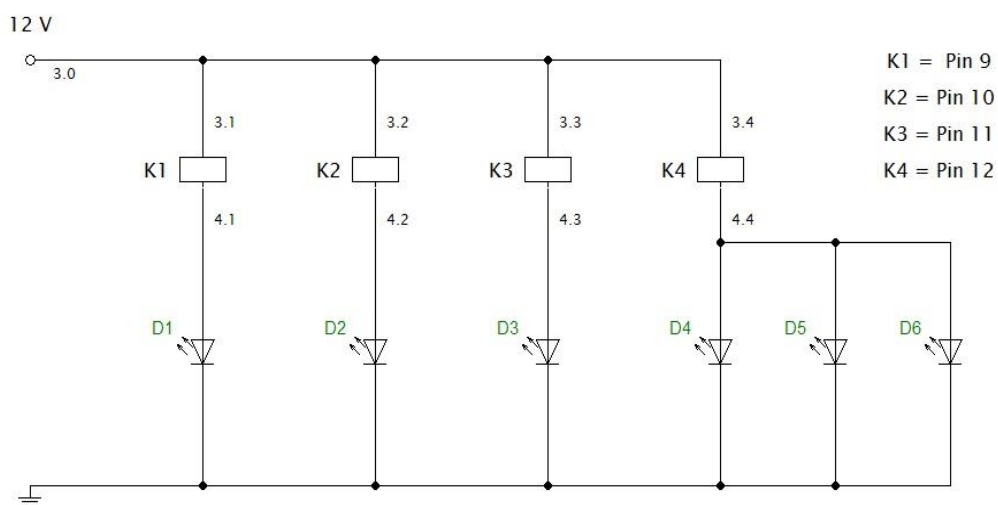 12 V
3.0
K1 = Pin 9
K2 = Pin 10
K3 = Pin 11
K4 = Pin 12
3.1
3.2
3.3
3.4
K1
K2
K3
K4
4.1
4.2
4.3
4.4
D1
D2
D3
D4
D5
D6